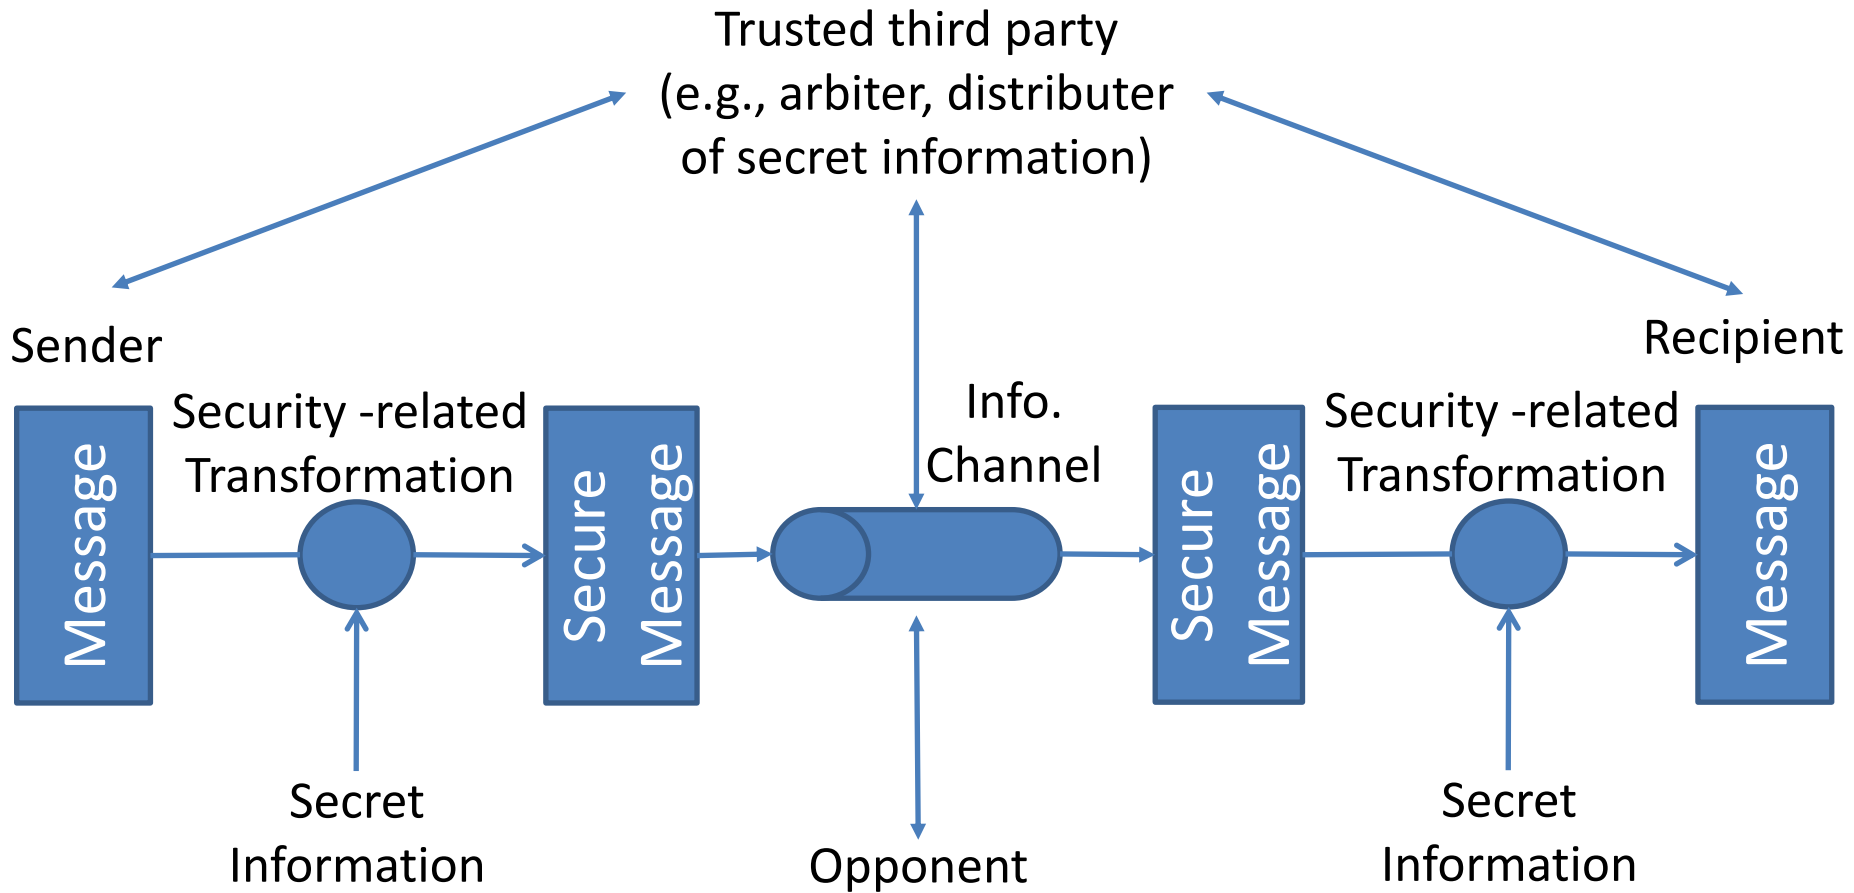 Trusted third party
(e.g., arbiter, distributer
of secret information)
Sender
Recipient
Security -related
Transformation
Info.
Channel
Security -related
Transformation
Message
Secure
Message
Secure
Message
Message
Secret
Information
Opponent
Secret
Information